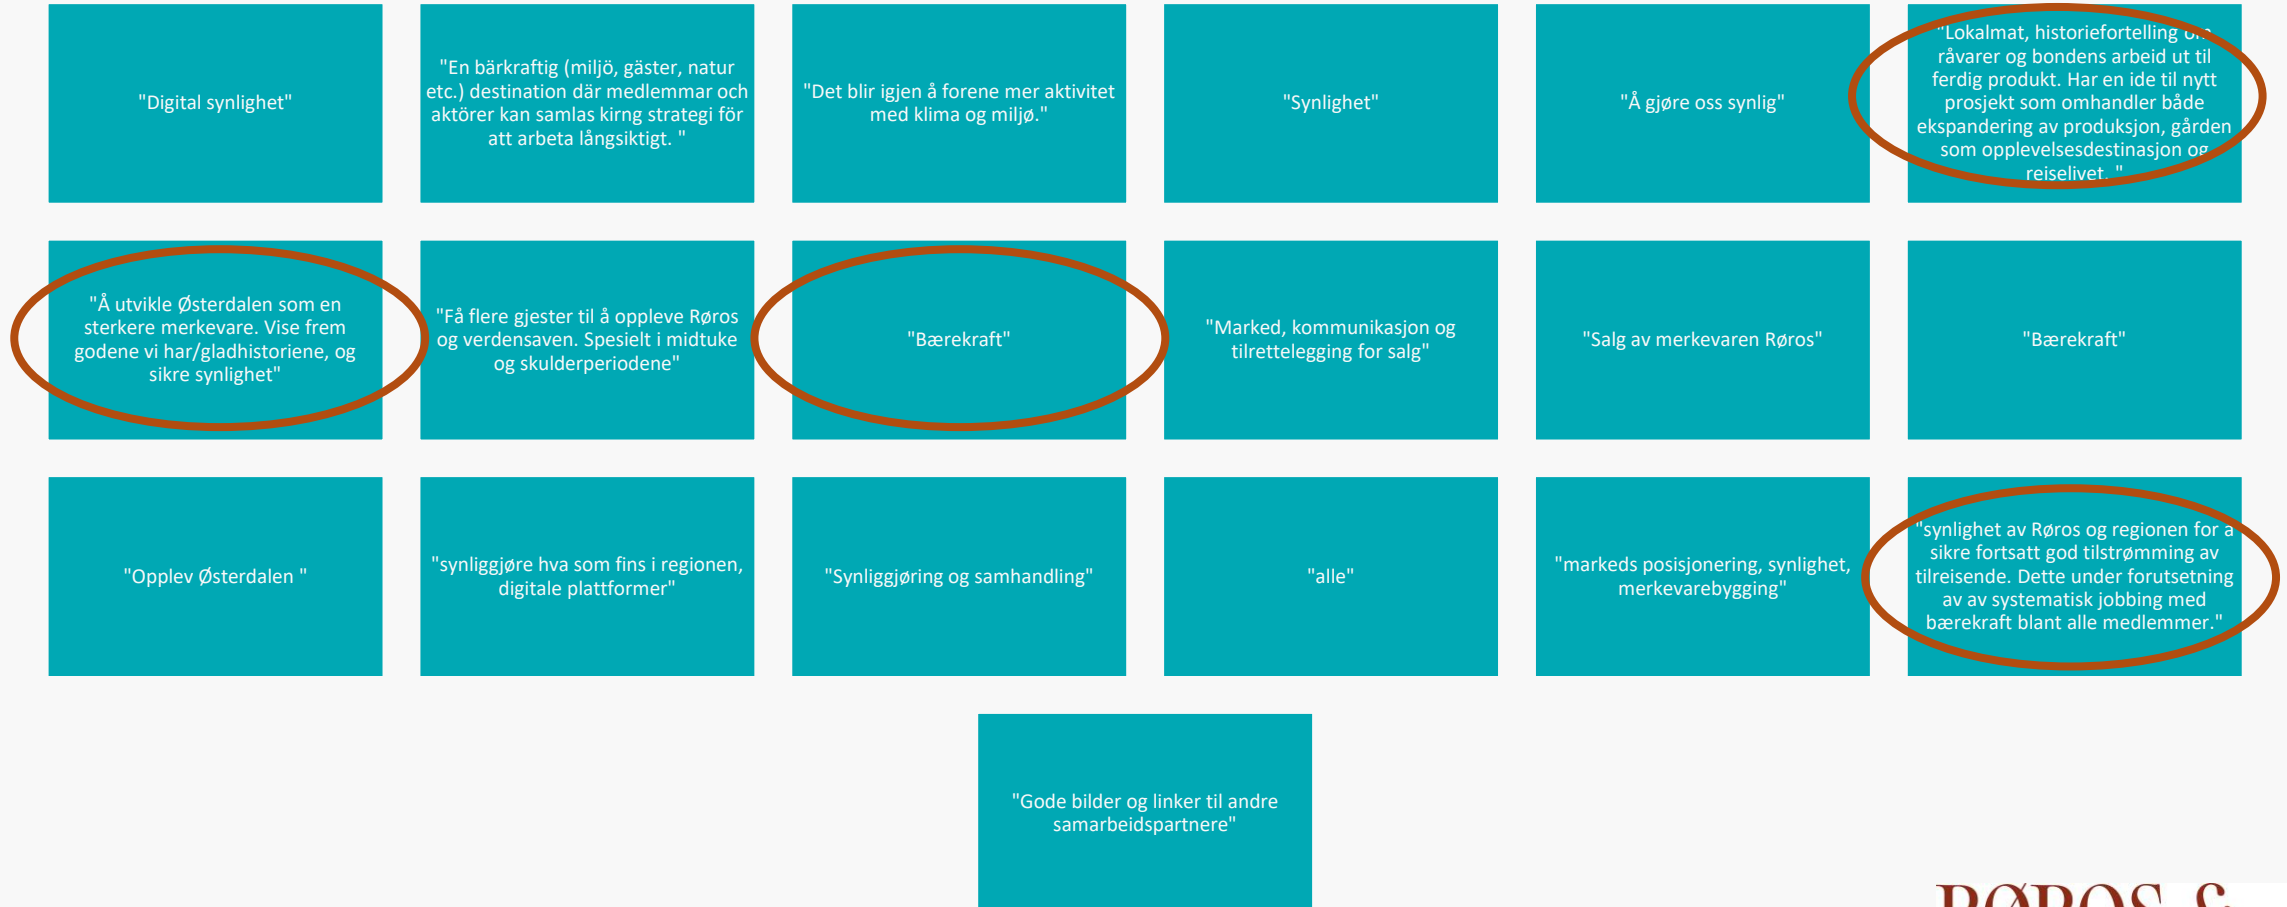 "Digital synlighet"
"En bärkraftig (miljö, gäster, natur
etc.) destination där medlemmar och
aktörer kan samlas kirng strategi för
att arbeta långsiktigt. "
"Det blir igjen å forene mer aktivitet
med klima og miljø."
"Synlighet"
"Å gjøre oss synlig"
"Lokalmat, historiefortelling om
råvarer og bondens arbeid ut til
ferdig produkt. Har en ide til nytt
prosjekt som omhandler både
ekspandering av produksjon, gården
som opplevelsesdestinasjon og
reiselivet. "
"Å utvikle Østerdalen som en
sterkere merkevare. Vise frem
godene vi har/gladhistoriene, og
sikre synlighet"
"Få flere gjester til å oppleve Røros
og verdensaven. Spesielt i midtuke
og skulderperiodene"
"Bærekraft"
"Marked, kommunikasjon og
tilrettelegging for salg"
"Salg av merkevaren Røros"
"Bærekraft"
"Opplev Østerdalen "
"synliggjøre hva som fins i regionen,
digitale plattformer"
"Synliggjøring og samhandling"
"alle"
"markeds posisjonering, synlighet,
merkevarebygging"
"synlighet av Røros og regionen for å
sikre fortsatt god tilstrømming av
tilreisende. Dette under forutsetning
av av systematisk jobbing med
bærekraft blant alle medlemmer."
"Gode bilder og linker til andre
samarbeidspartnere"
RØROS &